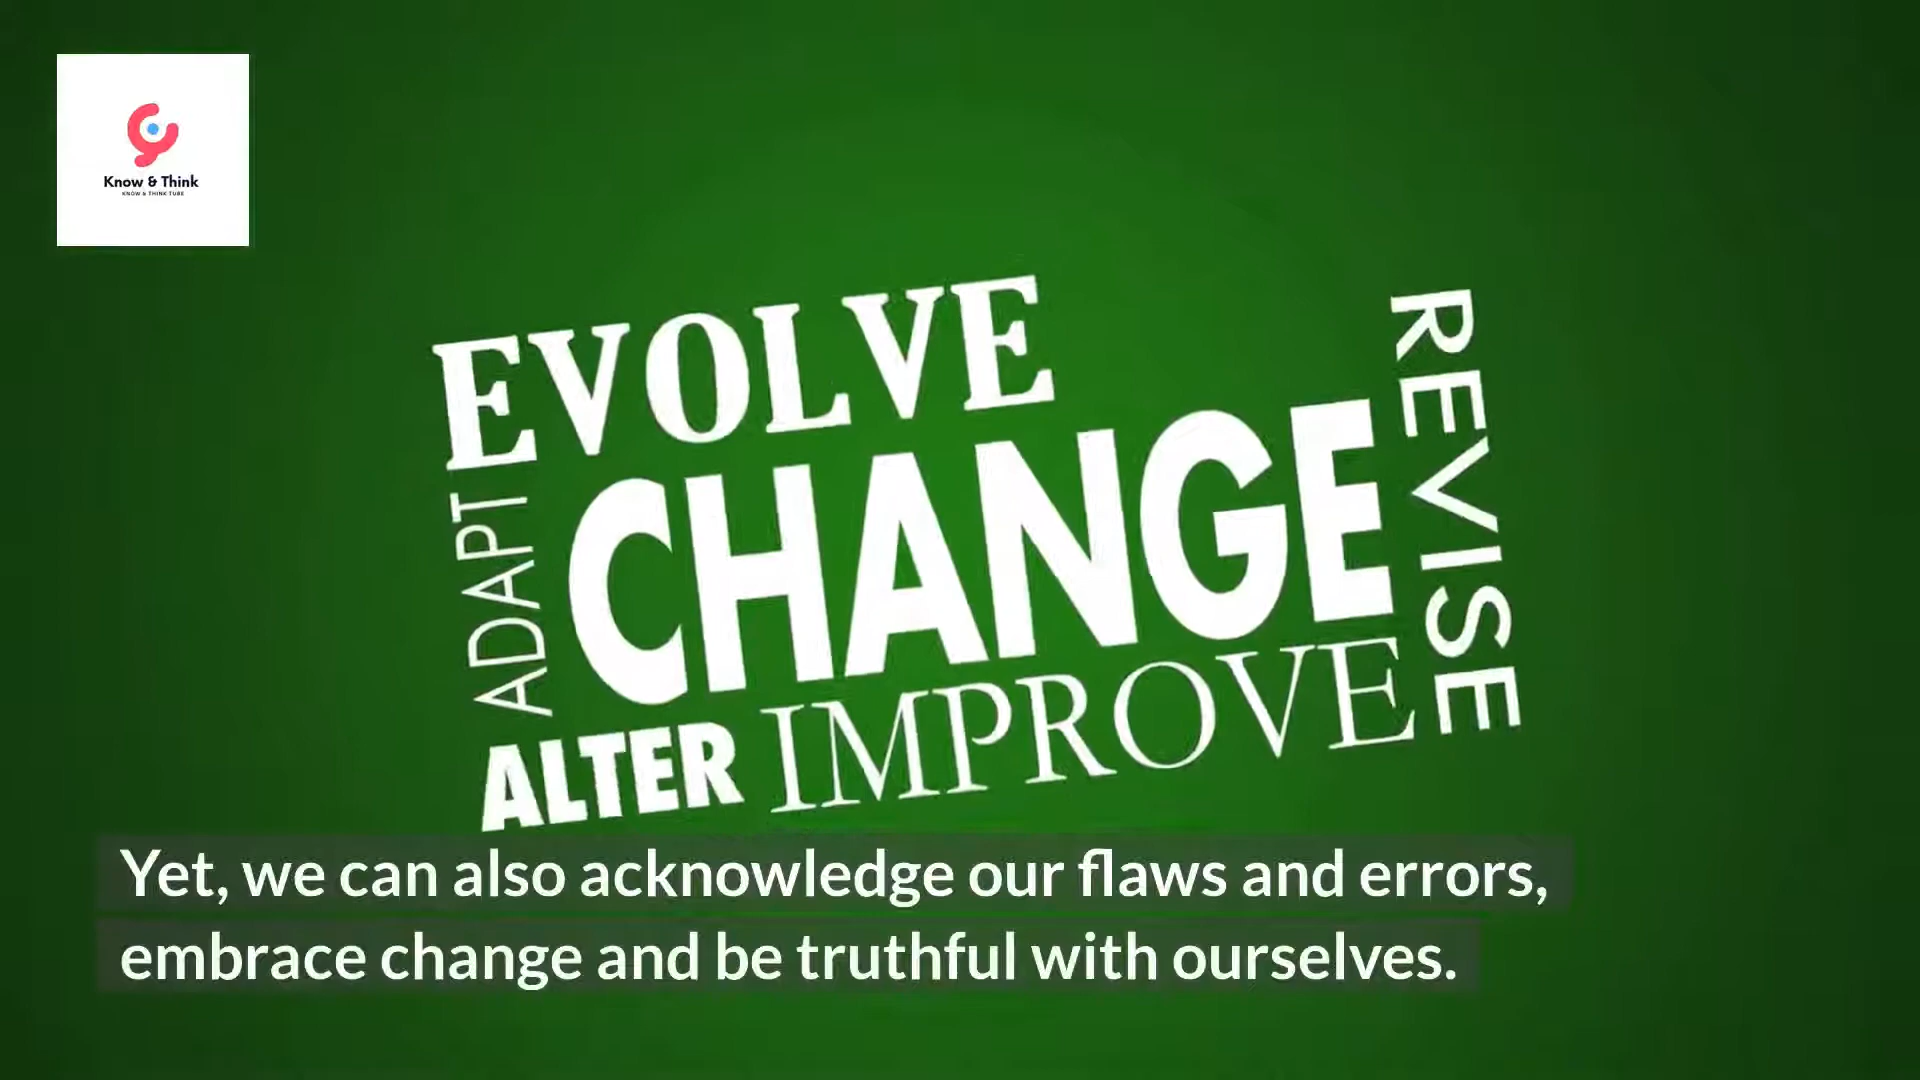 Know & Think
KNOW & THINK TUBE
EVOLVE
REVISE
ADAPT
CHANGE
ALTER
IMPROVE
Yet, we can also acknowledge our flaws and errors,
embrace change and be truthful with ourselves.